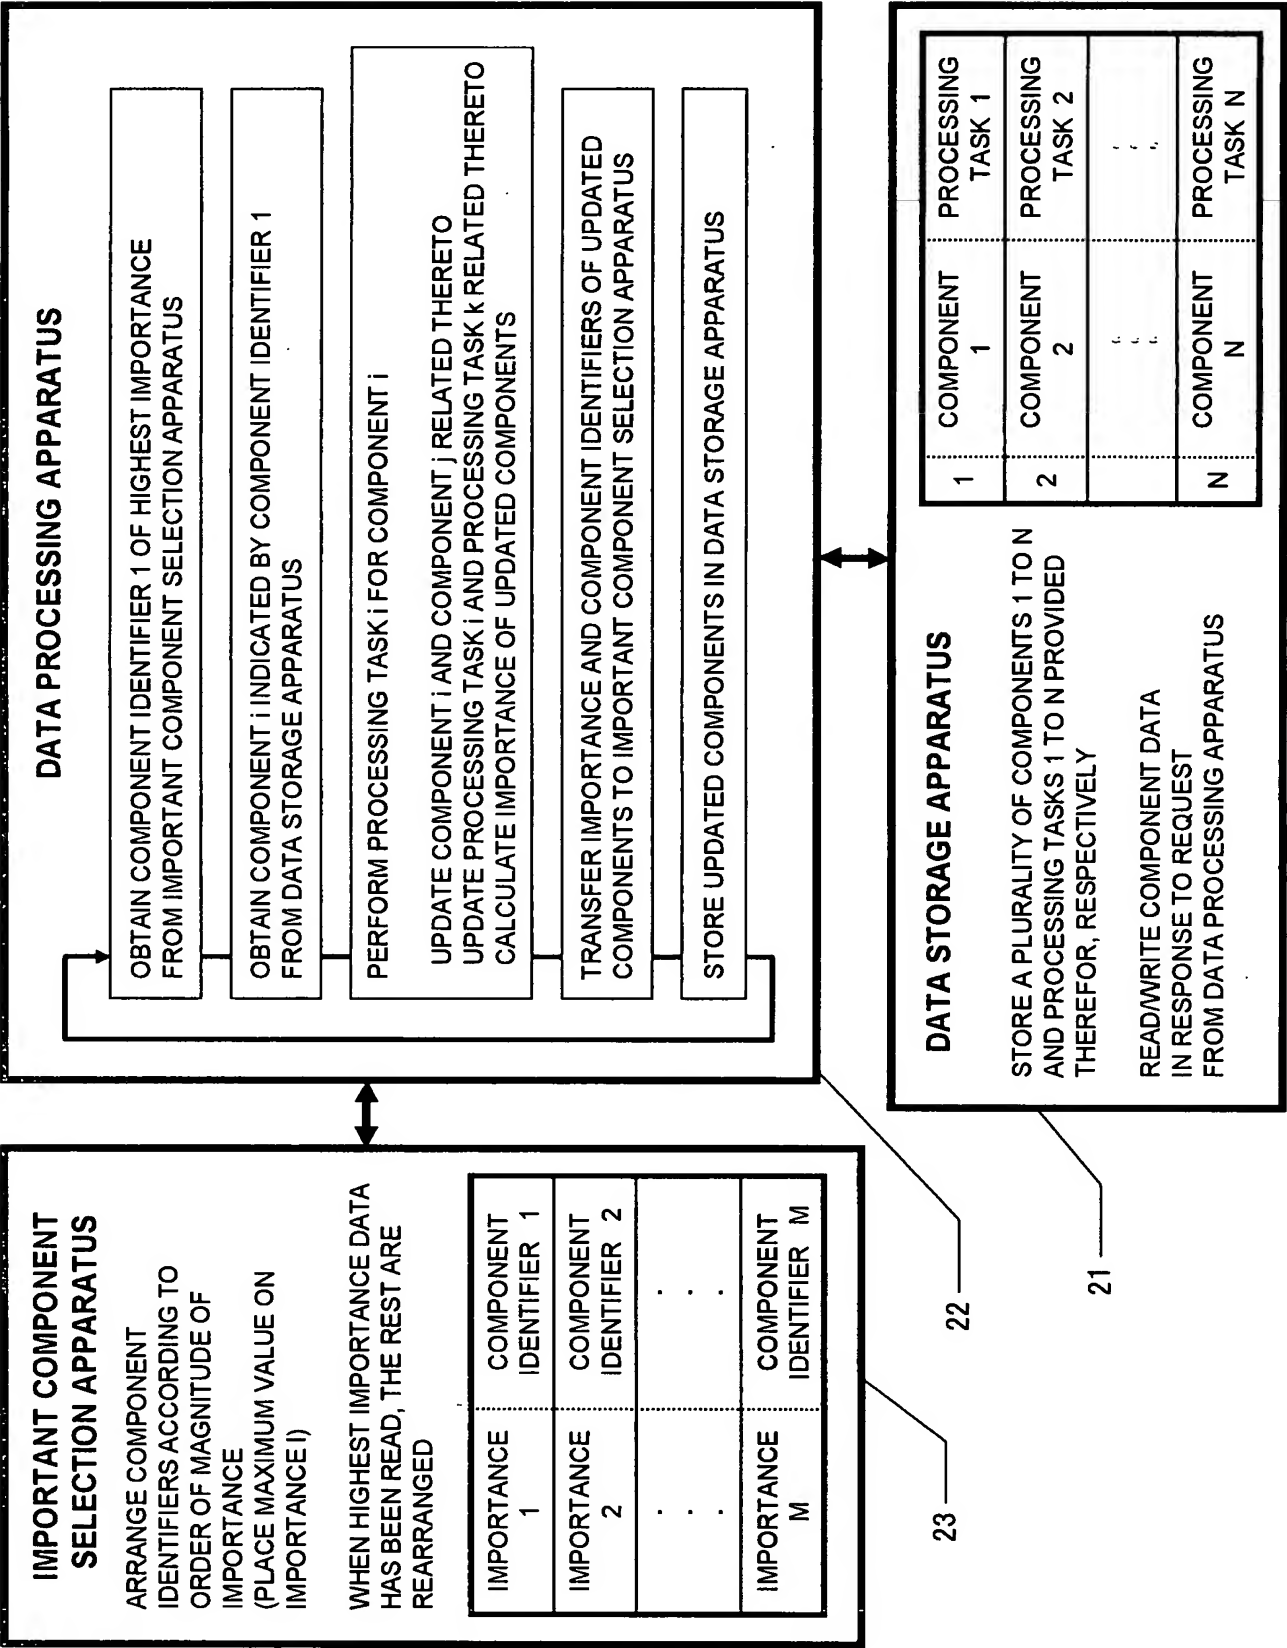 IMPORTANT COMPONENT
SELECTION APPARATUS
ARRANGE COMPONENT
IDENTIFIERS ACCORDING TO
ORDER OF MAGNITUDE OF
IMPORTANCE
(PLACE MAXIMUM VALUE ON
IMPORTANCE I)
WHEN HIGHEST IMPORTANCE DATA
HAS BEEN READ, THE REST ARE
REARRANGED
IMPORTANCE COMPONENT
1 IDENTIFIER 1
IMPORTANCE COMPONENT
2 IDENTIFIER 2
. .
. .
. .
IMPORTANCE COMPONENT
M IDENTIFIER M
23
DATA PROCESSING APPARATUS
OBTAIN COMPONENT IDENTIFIER 1 OF HIGHEST IMPORTANCE
FROM IMPORTANT COMPONENT SELECTION APPARATUS
OBTAIN COMPONENT i INDICATED BY COMPONENT IDENTIFIER 1
FROM DATA STORAGE APPARATUS
PERFORM PROCESSING TASK i FOR COMPONENT i
UPDATE COMPONENT i AND COMPONENT j RELATED THERETO
UPDATE PROCESSING TASK i AND PROCESSING TASK k RELATED THERETO
CALCULATE IMPORTANCE OF UPDATED COMPONENTS
TRANSFER IMPORTANCE AND COMPONENT IDENTIFIERS OF UPDATED
COMPONENTS TO IMPORTANT COMPONENT SELECTION APPARATUS
STORE UPDATED COMPONENTS IN DATA STORAGE APPARATUS
22
DATA STORAGE APPARATUS
STORE A PLURALITY OF COMPONENTS 1 TO N
AND PROCESSING TASKS 1 TO N PROVIDED
THEREFOR, RESPECTIVELY
READ/WRITE COMPONENT DATA
IN RESPONSE TO REQUEST
FROM DATA PROCESSING APPARATUS
1 COMPONENT PROCESSING
1 TASK 1
2 COMPONENT PROCESSING
2 TASK 2
N COMPONENT PROCESSING
N TASK N
21